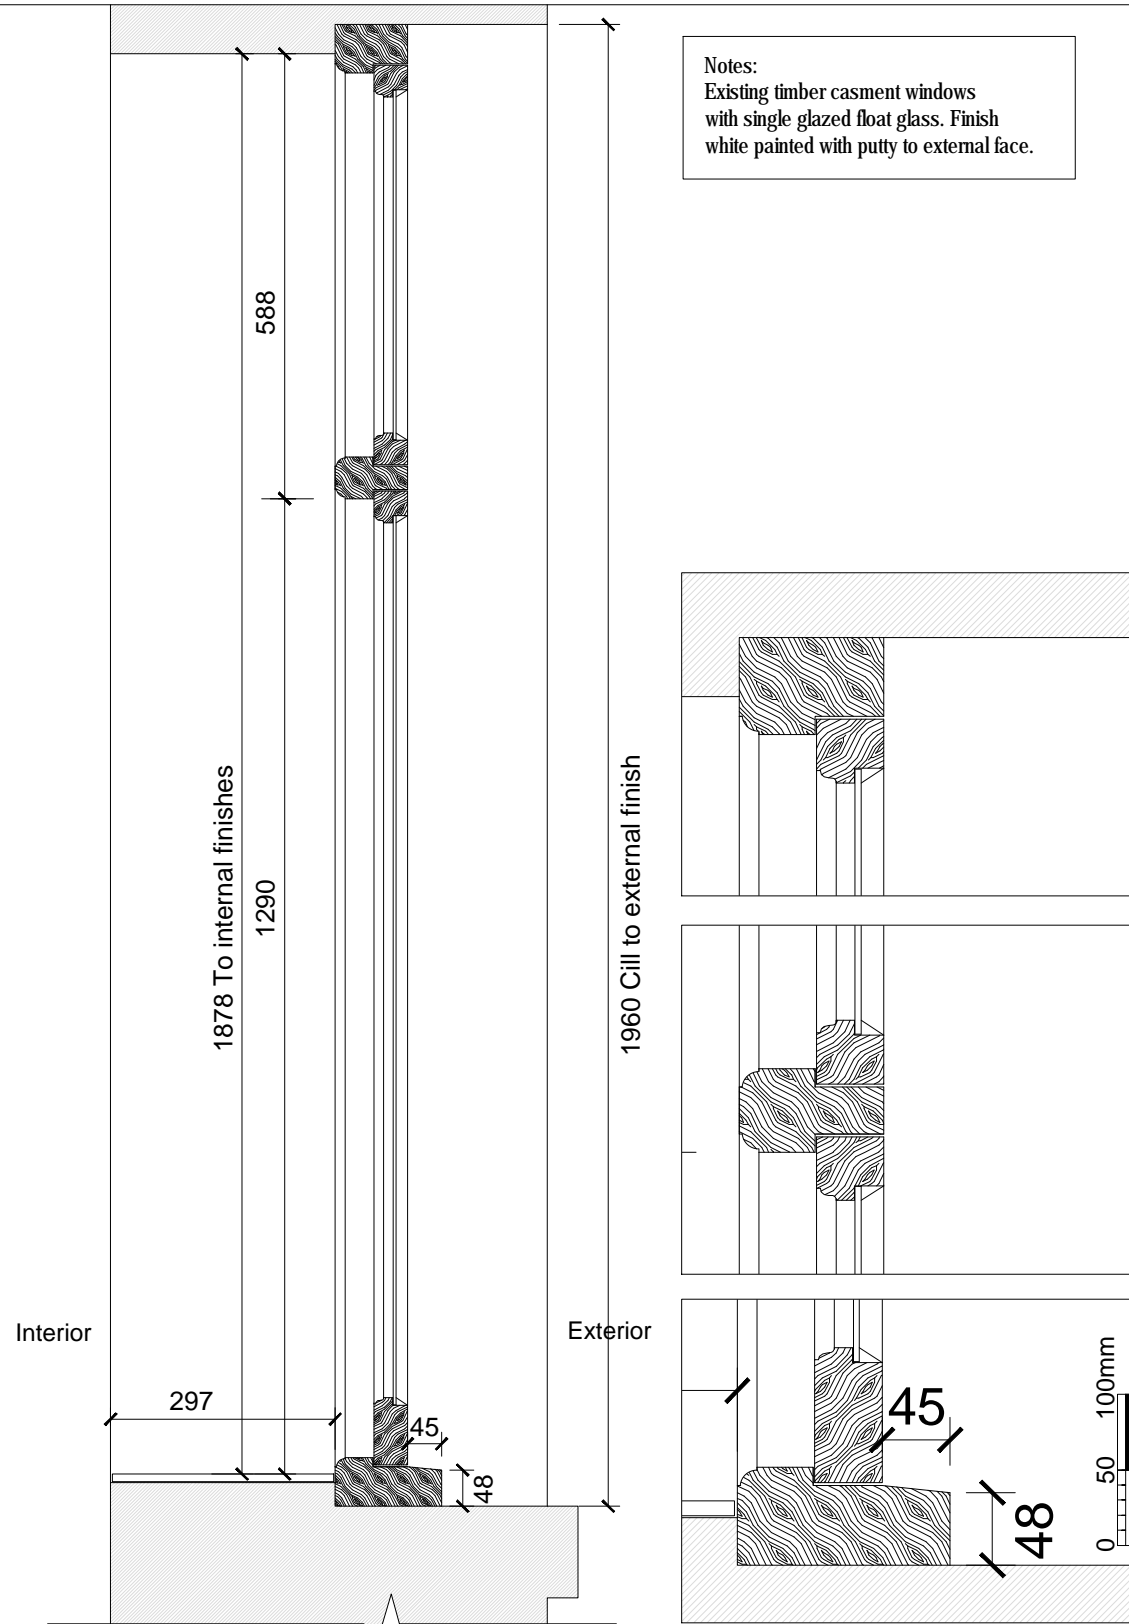 Notes:
Existing timber casment windows
with single glazed float glass. Finish
white painted with putty to external face.
588
1878 To internal finishes
1290
1960 Cill to external finish
Interior
Exterior
297
45
48
45
48
0
50
100mm